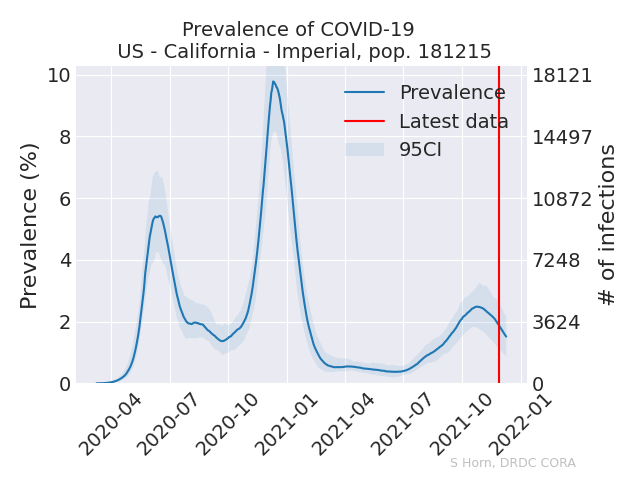 Prevalence of COVID-19
US - California - Imperial, pop. 181215
10
8
6
4
2
0
Prevalence (%)
18121
14497
10872
7248
3624
0
# of infections
Prevalence
Latest data
95CI
2020-04
2020-07
2020-10
2021-01
2021-04
2021-07
2021-10
2022-01
S Horn, DRDC CORA